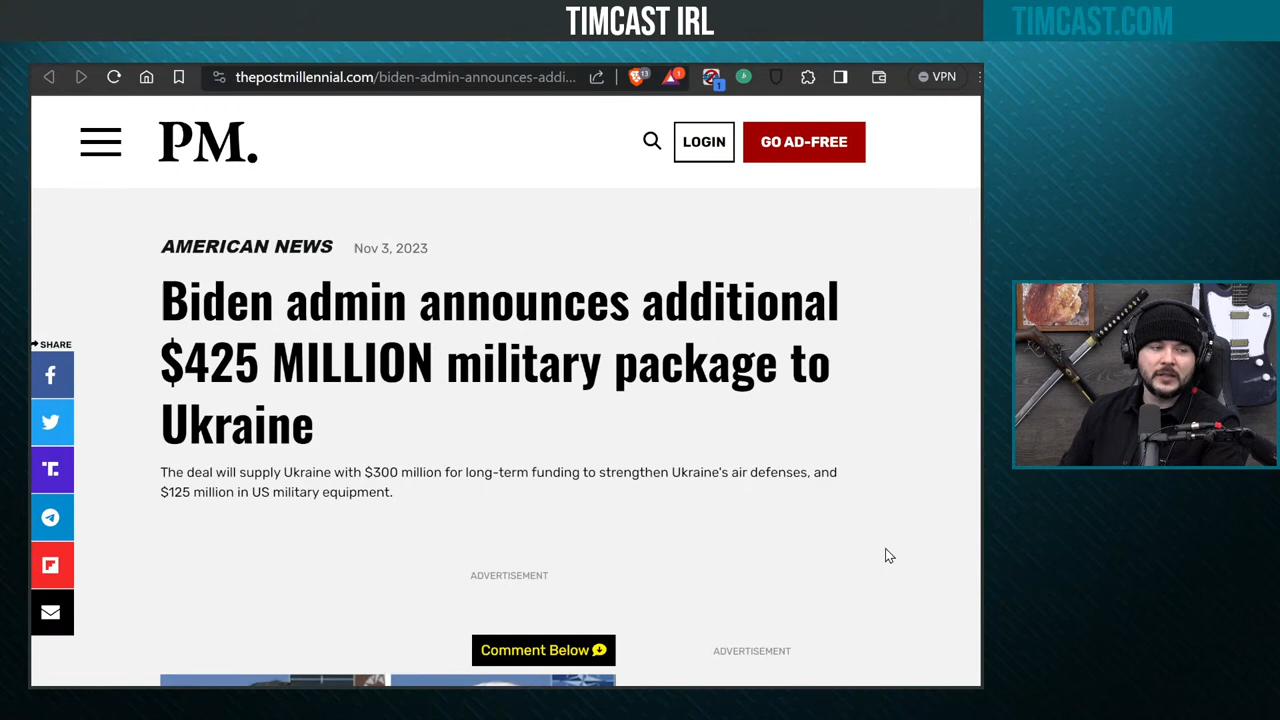 TIMCAST IRL
TIMCAST.COM
thepostmillennial.com/biden-admin-announces-addi...
13
1
1
VPN
PM.
LOGIN
GO AD-FREE
AMERICAN NEWS
Nov 3, 2023
Biden admin announces additional
$425 MILLION military package to
Ukraine
SHARE
The deal will supply Ukraine with $300 million for long-term funding to strengthen Ukraine's air defenses, and
$125 million in US military equipment.
ADVERTISEMENT
Comment Below
ADVERTISEMENT